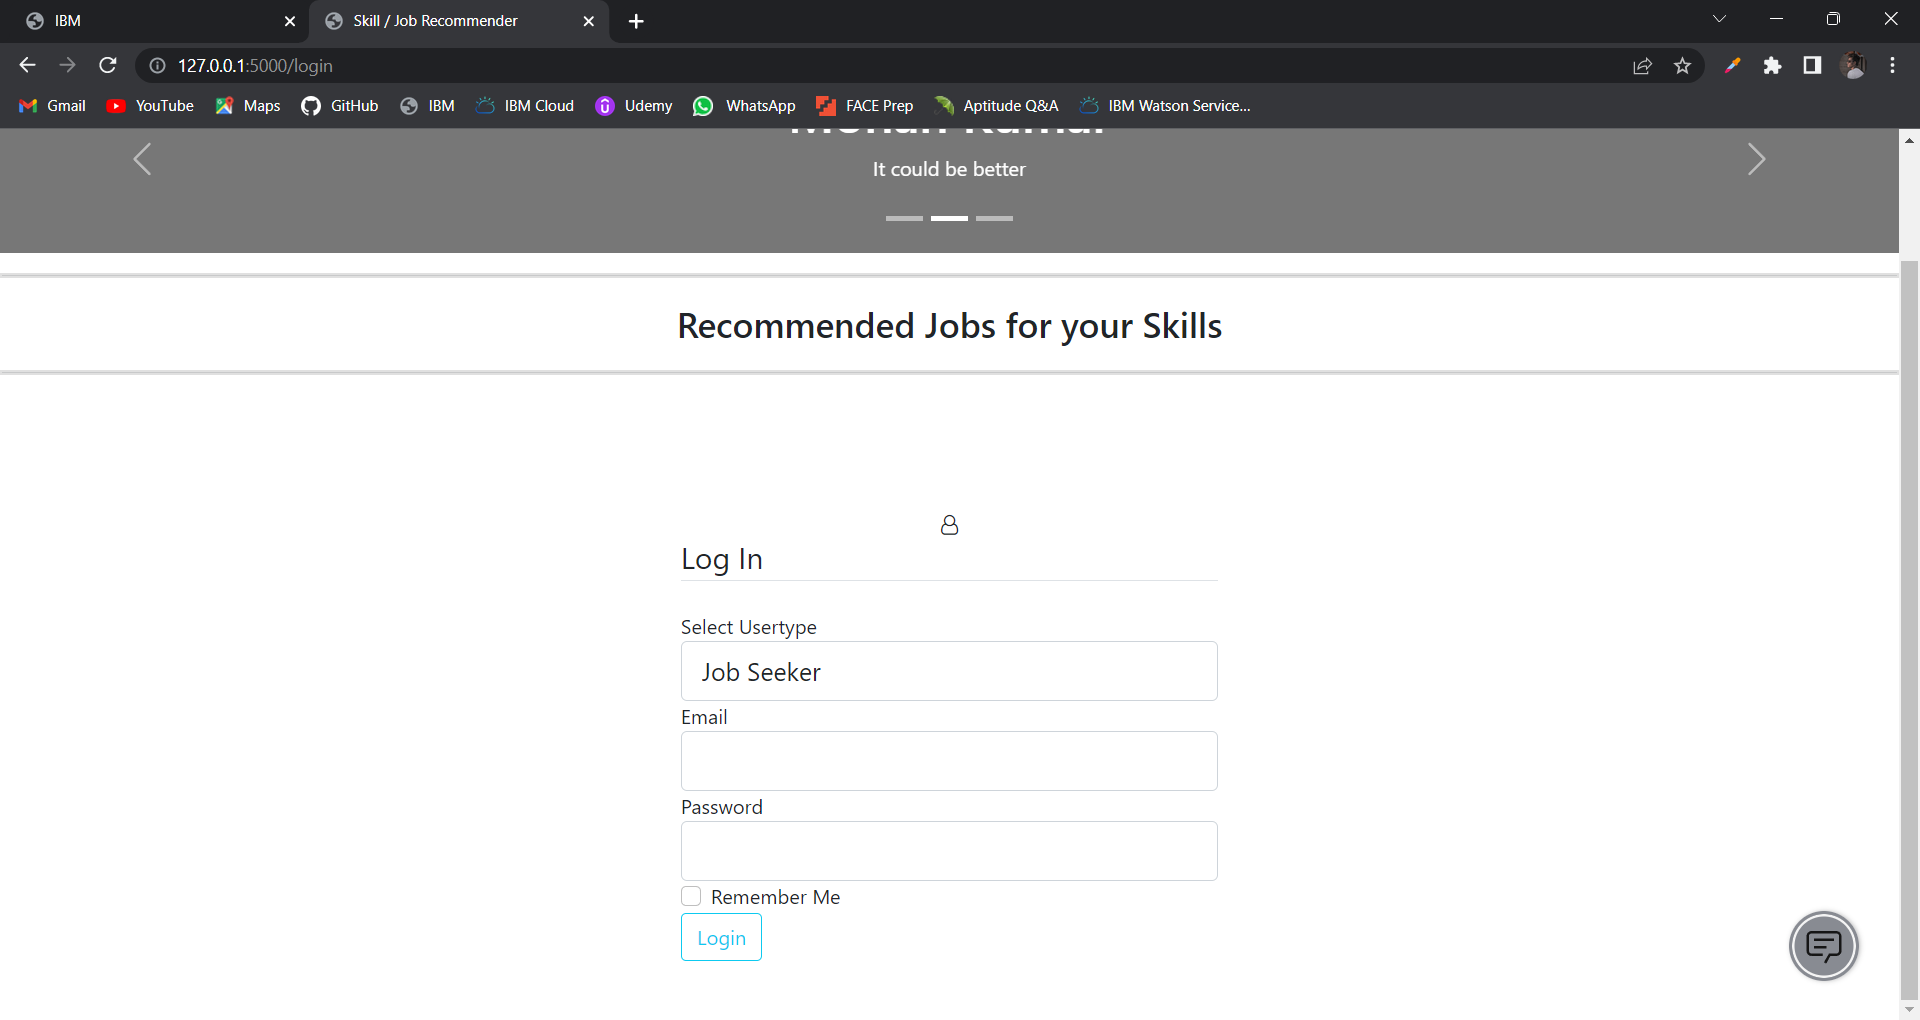 IBM
Skill / Job Recommender
127.0.0.1:5000/login
Gmail YouTube Maps GitHub IBM IBM Cloud Udemy WhatsApp FACE Prep Aptitude Q&A IBM Watson Service...
It could be better
Recommended Jobs for your Skills
Log In
Select Usertype
Job Seeker
Email
Password
Remember Me
Login